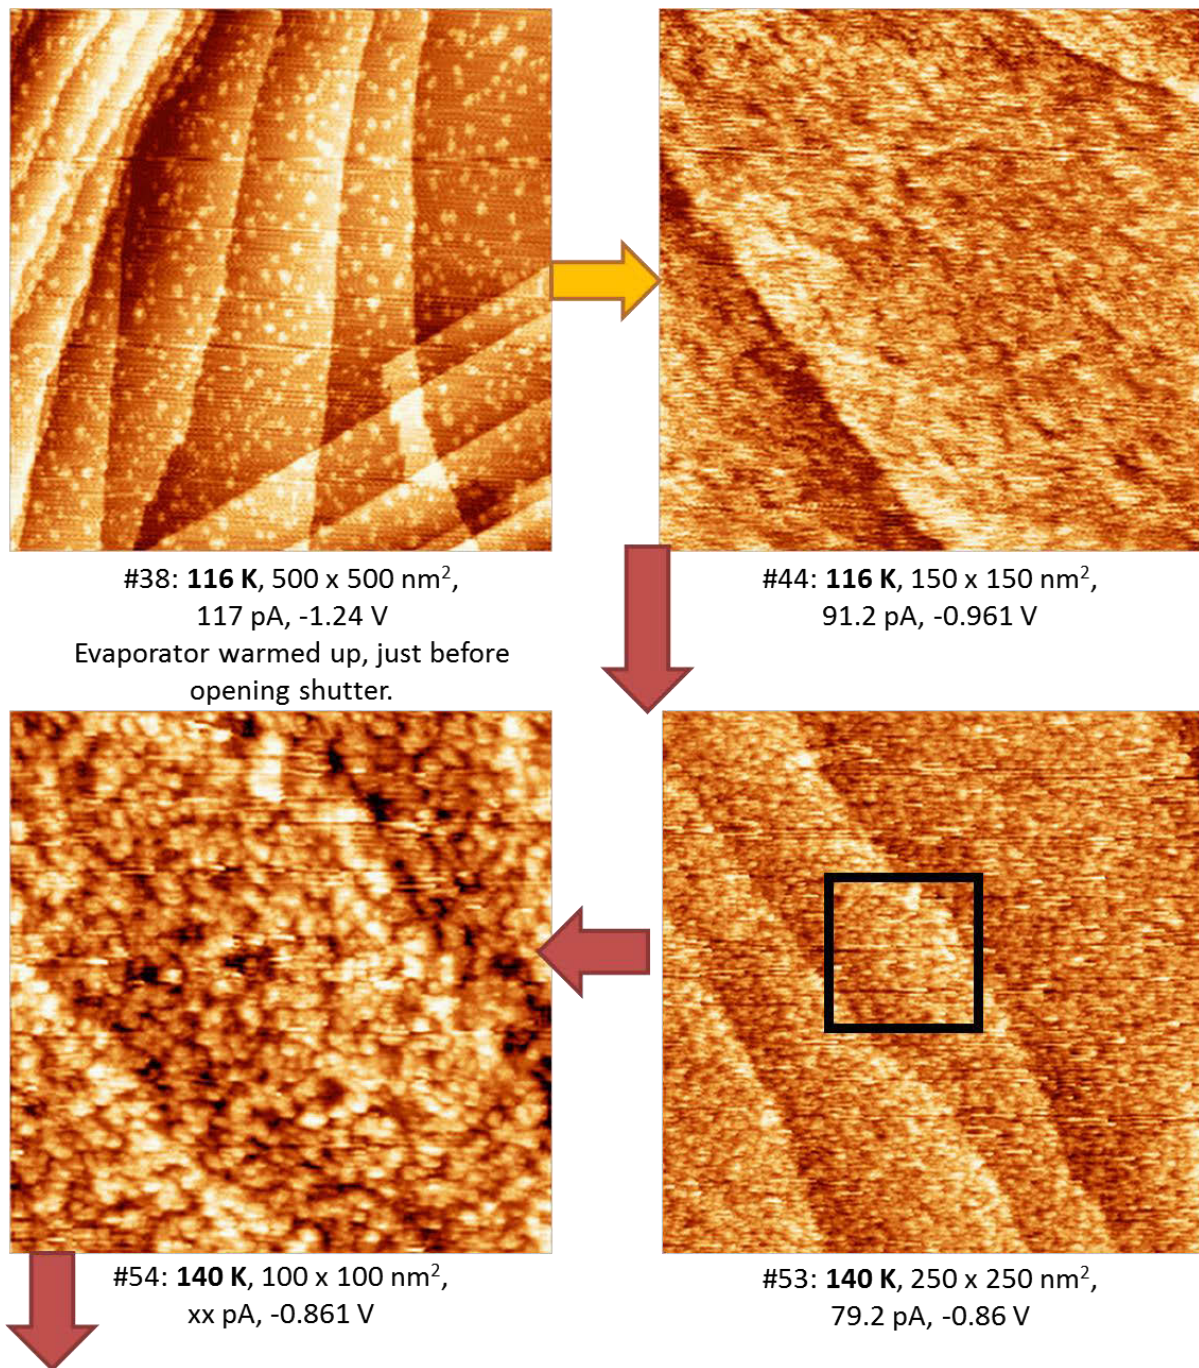 #38: 116 K, 500 x 500 nm²,
117 pA, -1.24 V
Evaporator warmed up, just before
opening shutter.
#44: 116 K, 150 x 150 nm²,
91.2 pA, -0.961 V
#54: 140 K, 100 x 100 nm²,
xx pA, -0.861 V
#53: 140 K, 250 x 250 nm²,
79.2 pA, -0.86 V